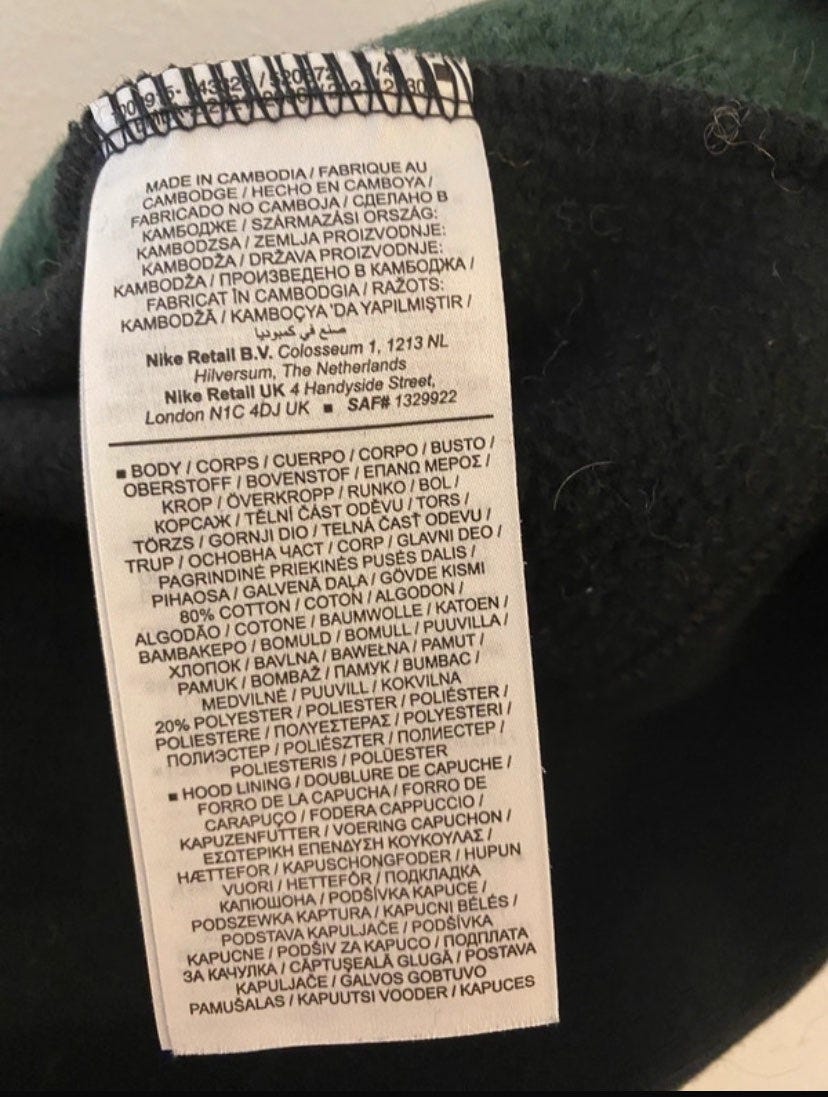 MADE IN CAMBODIA / FABRIQUE AU
CAMBODGE / HECHO EN CAMBOYA /
FABRICADO NO CAMBOJA / СДЕЛАНО В
КАМБОДЖЕ / SZÁRMAZÁSI ORSZÁG:
KAMBODZSA / ZEMLJA PROIZVODNJE:
KAMBODŽA / DRŽAVA PROIZVODNJE:
KAMBODŽA / ПРОИЗВЕДЕНО В КАМБОДЖА /
FABRICAT ÎN CAMBODGIA / RAŽOTS:
KAMBODŽĀ / KAMBOÇYA 'DA YAPILMIŞTIR /
صنع في كمبوديا
Nike Retail B.V. Colosseum 1, 1213 NL
Hilversum, The Netherlands
Nike Retail UK 4 Handyside Street,
London N1C 4DJ UK ■ SAF# 1329922
■ BODY / CORPS / CUERPO / CORPO / BUSTO /
OBERSTOFF / BOVENSTOF / ΕΠΑΝΩ ΜΕΡΟΣ /
KROP / ÖVERKROPP / RUNKO / BOL /
КОРСАЖ / TĚLNÍ ČÁST ODĚVU / TORS /
TÖRZS / GORNJI DIO / TELNÁ ČASŤ ODEVU /
TRUP / ОСНОВНА ЧАСТ / CORP / GLAVNI DEO /
PAGRINDINĖ PRIEKINĖS PUSĖS DALIS /
PIHAOSA / GALVENĀ DAĻA / GÖVDE KISMI
80% COTTON / COTON / ALGODON /
ALGODÃO / COTONE / BAUMWOLLE / KATOEN /
ΒΑΜΒΑΚΕΡΟ / BOMULD / BOMULL / PUUVILLA /
ХЛОПОК / BAVLNA / BAWEŁNA / PAMUT /
PAMUK / BOMBAŽ / ПАМУК / BUMBAC /
MEDVILNĖ / PUUVILL / KOKVILNA
20% POLYESTER / POLIESTER / POLIÉSTER /
POLIESTERE / ΠΟΛΥΕΣΤΕΡΑΣ / POLYESTERI /
ПОЛИЭСТЕР / POLIÉSZTER / ПОЛИЕСТЕР /
POLIESTERIS / POLÜESTER
■ HOOD LINING / DOUBLURE DE CAPUCHE /
FORRO DE LA CAPUCHA / FORRO DE
CARAPUÇO / FODERA CAPPUCCIO /
KAPUZENFUTTER / VOERING CAPUCHON /
ΕΣΩΤΕΡΙΚΗ ΕΠΕΝΔΥΣΗ ΚΟΥΚΟΥΛΑΣ /
HÆTTEFOR / KAPUSCHONGFODER / HUPUN
VUORI / HETTEFÔR / ПОДКЛАДКА
КАПЮШОНА / PODŠÍVKA KAPUCE /
PODSZEWKA KAPTURA / KAPUCNI BÉLÉS /
PODSTAVA KAPULJAČE / PODŠÍVKA
KAPUCNE / PODŠIV ZA KAPUCO / ПОДПЛАТА
ЗА КАЧУЛКА / CĂPTUŞEALĂ GLUGĂ / POSTAVA
KAPULJAČE / GALVOS GOBTUVO
PAMUŠALAS / KAPUUTSI VOODER / KAPUCES